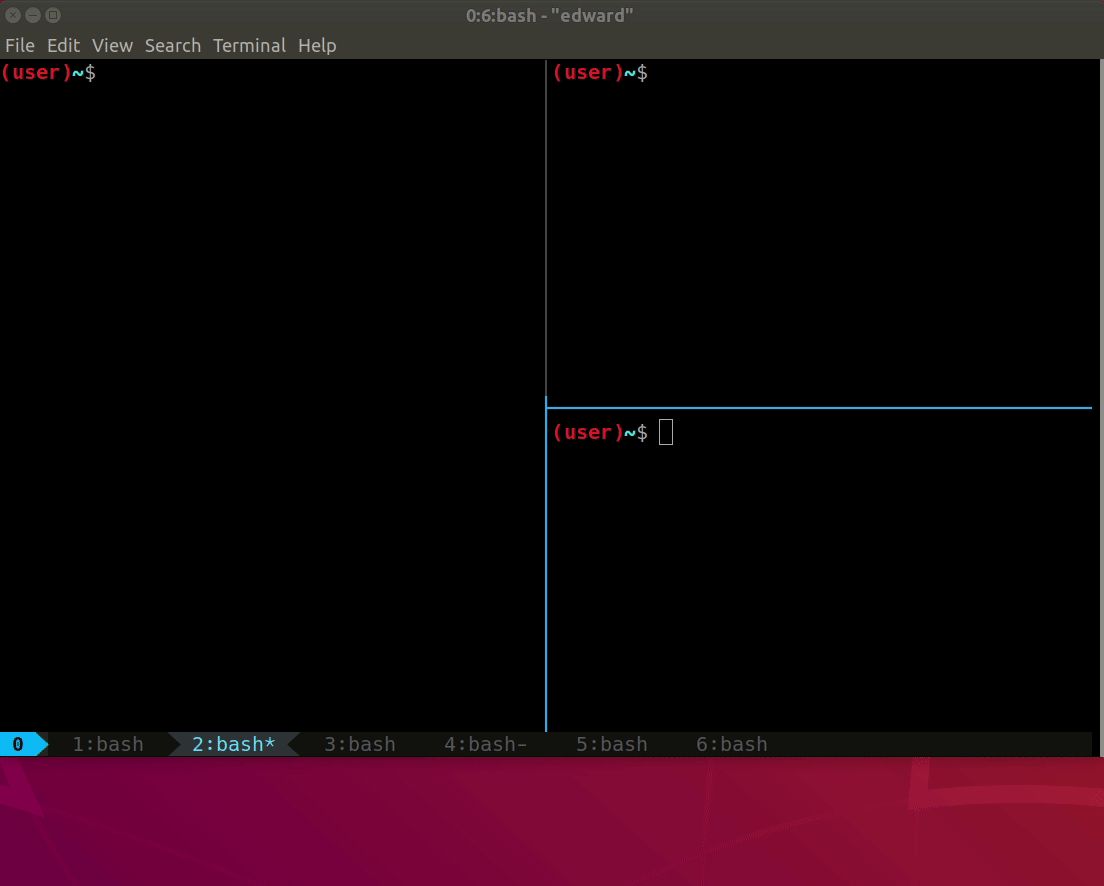 0:6:bash - "edward"
File Edit View Search Terminal Help
(user)~$
(user)~$
(user)~$
0 1:bash 2:bash* 3:bash 4:bash- 5:bash 6:bash